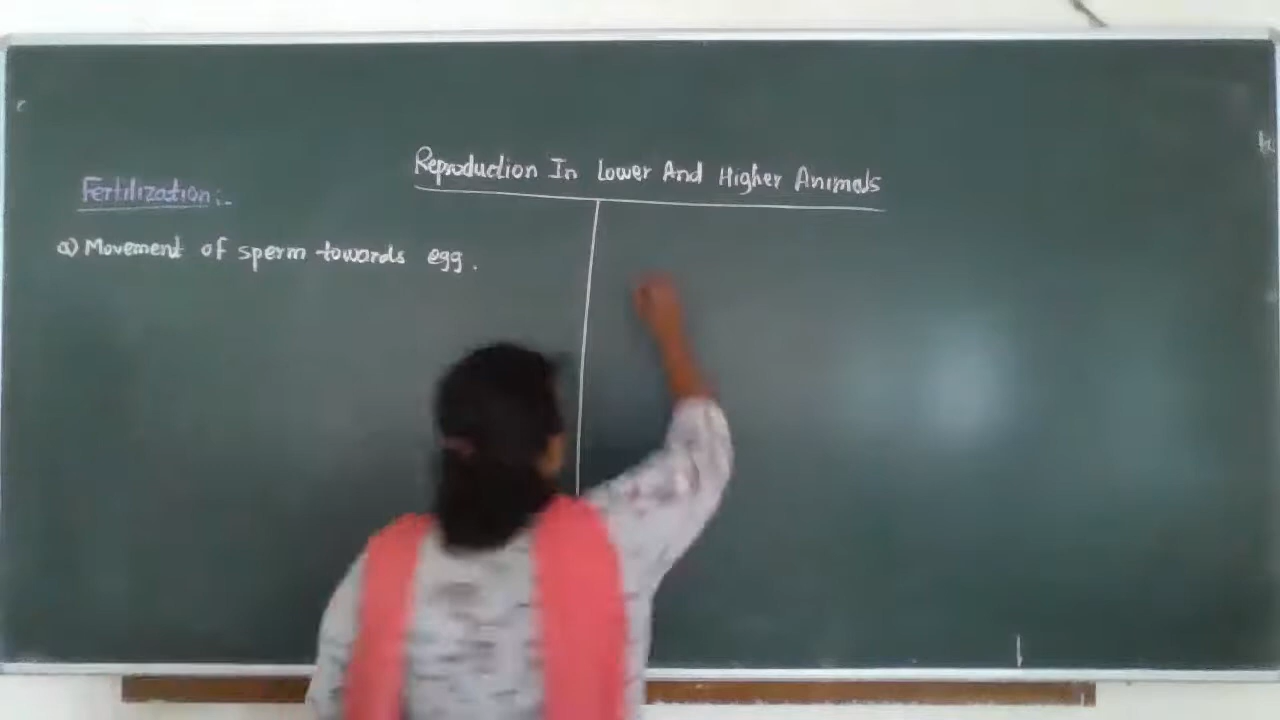 Reproduction In Lower And Higher Animals
Fertilization:-
a) Movement of sperm towards egg.